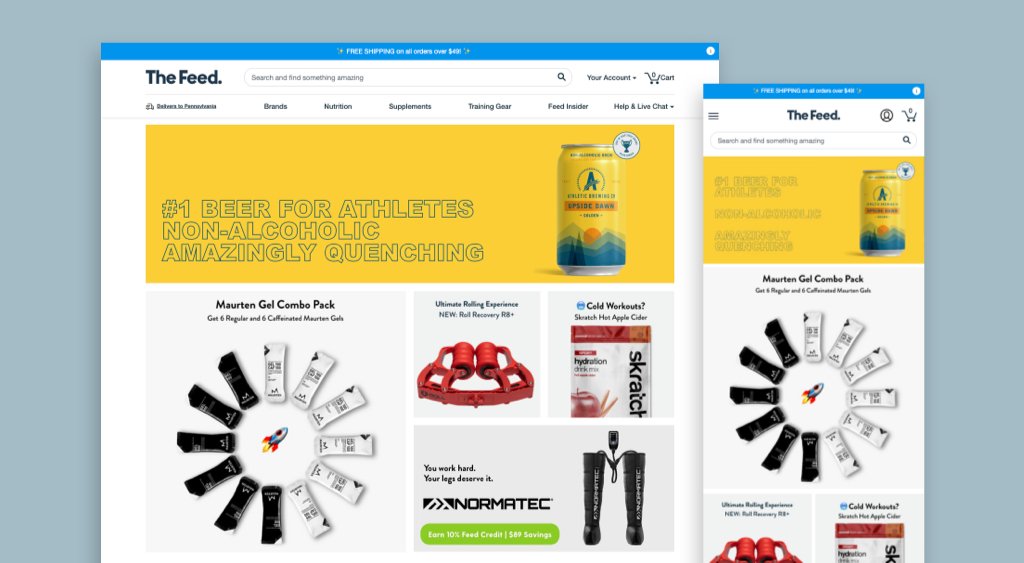 ✨ FREE SHIPPING on all orders over $49! ✨
The Feed.
Search and find something amazing
Your Account
0
Cart
Delivers to Pennsylvania
Brands
Nutrition
Supplements
Training Gear
Feed Insider
Help & Live Chat
#1 BEER FOR ATHLETES
NON-ALCOHOLIC
AMAZINGLY QUENCHING
NON-ALCOHOLIC BREW
ATHLETIC BREWING CO
UPSIDE DAWN
GOLDEN
Maurten Gel Combo Pack
Get 6 Regular and 6 Caffeinated Maurten Gels
MAURTEN
Ultimate Rolling Experience
NEW: Roll Recovery R8+
🥶 Cold Workouts?
Skratch Hot Apple Cider
SPORT
hydration
drink mix
skratch
You work hard.
Your legs deserve it.
NORMATEC
Earn 10% Feed Credit | $89 Savings
NORMATEC
NORMATEC
✨ FREE SHIPPING on all orders over $49! ✨
The Feed.
0
Search and find something amazing
#1 BEER FOR
ATHLETES
NON-ALCOHOLIC
AMAZINGLY
QUENCHING
UPSIDE DAWN
Maurten Gel Combo Pack
Get 6 Regular and 6 Caffeinated Maurten Gels
Ultimate Rolling Experience
NEW: Roll Recovery R8+
🥶 Cold Workouts?
Skratch Hot Apple Cider
hydration
drink mix